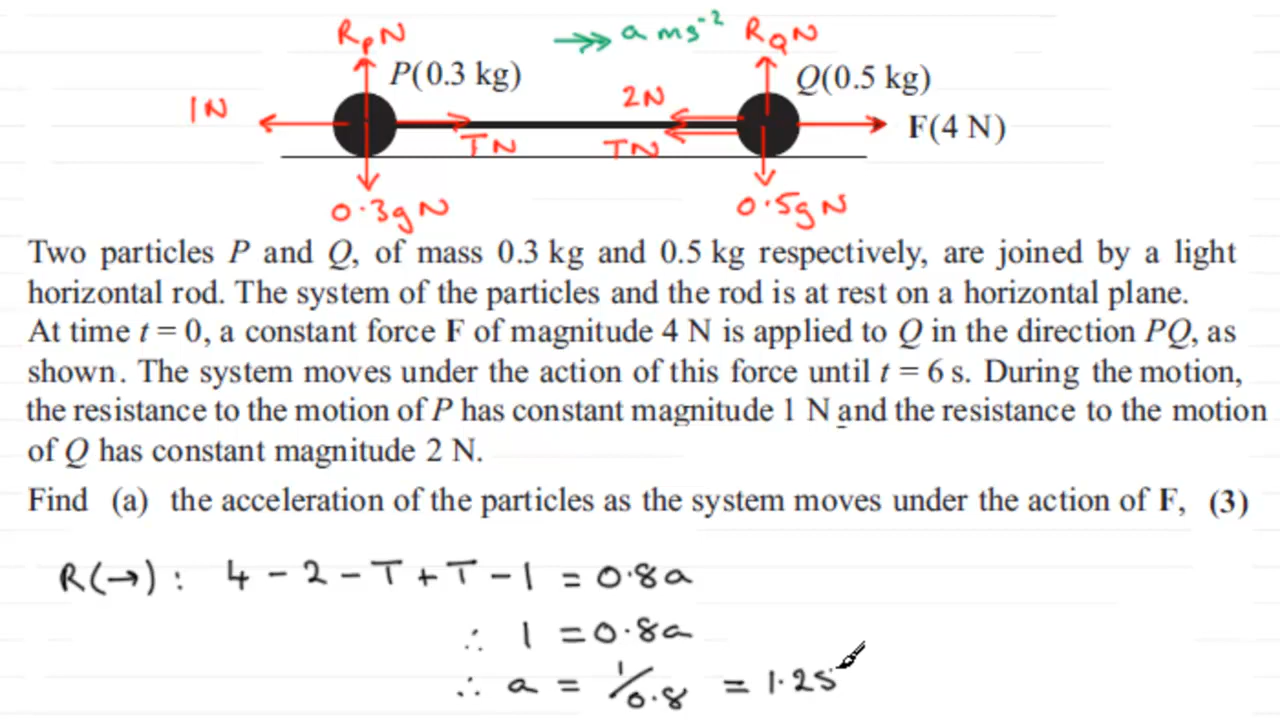 R_P N a ms⁻² R_Q N
P(0.3 kg) Q(0.5 kg)
1N 2N
TN TN F(4 N)
0.3gN 0.5gN
Two particles P and Q, of mass 0.3 kg and 0.5 kg respectively, are joined by a light
horizontal rod. The system of the particles and the rod is at rest on a horizontal plane.
At time t = 0, a constant force F of magnitude 4 N is applied to Q in the direction PQ, as
shown. The system moves under the action of this force until t = 6 s. During the motion,
the resistance to the motion of P has constant magnitude 1 N and the resistance to the motion
of Q has constant magnitude 2 N.
Find (a) the acceleration of the particles as the system moves under the action of F, (3)
R(→): 4 - 2 - T + T - 1 = 0.8a
∴ 1 = 0.8a
∴ a = 1/0.8 = 1.25